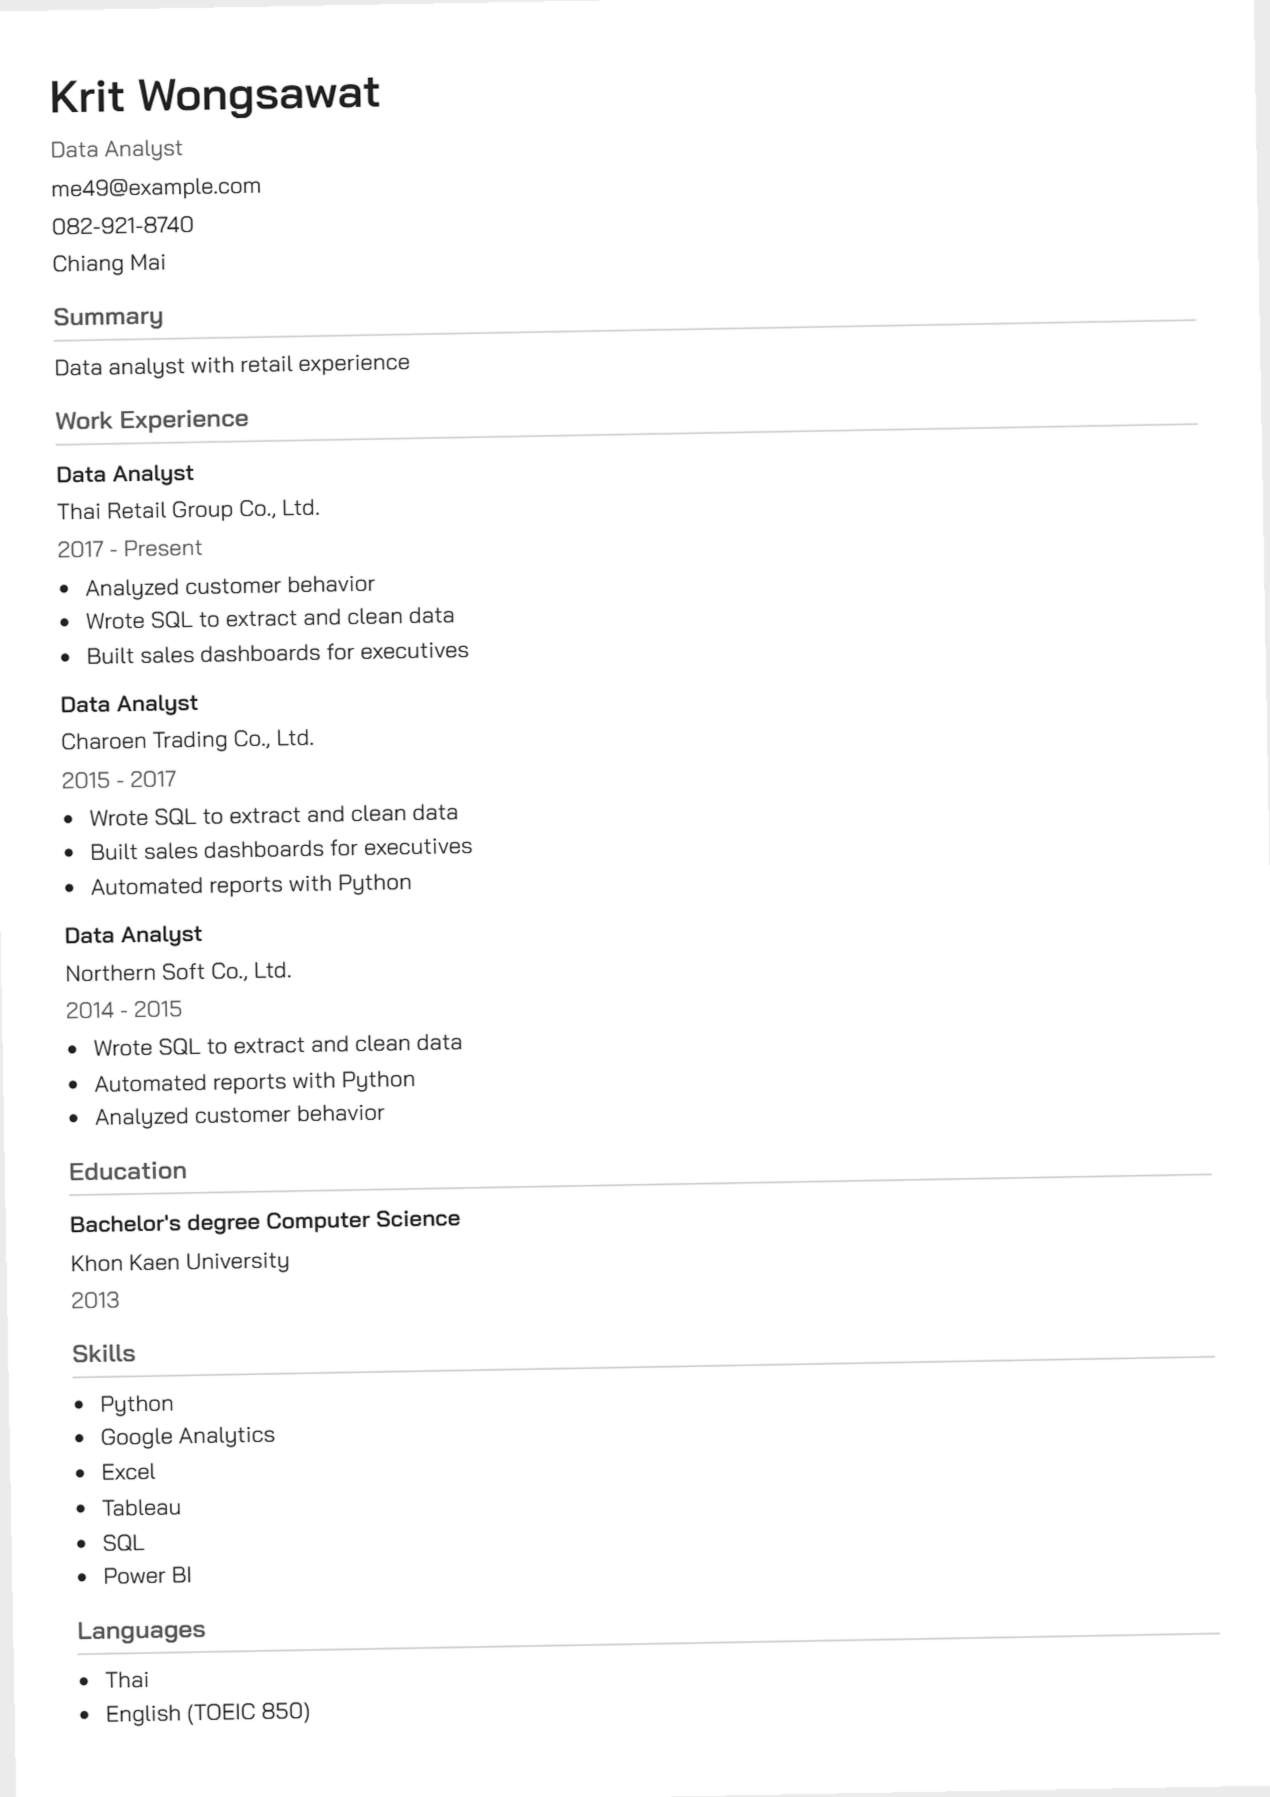 Krit Wongsawat
Data Analyst
me49@example.com
082-921-8740
Chiang Mai
Summary
Data analyst with retail experience
Work Experience
Data Analyst
Thai Retail Group Co., Ltd.
2017 - Present
• Analyzed customer behavior
• Wrote SQL to extract and clean data
• Built sales dashboards for executives
Data Analyst
Charoen Trading Co., Ltd.
2015 - 2017
• Wrote SQL to extract and clean data
• Built sales dashboards for executives
• Automated reports with Python
Data Analyst
Northern Soft Co., Ltd.
2014 - 2015
• Wrote SQL to extract and clean data
• Automated reports with Python
• Analyzed customer behavior
Education
Bachelor's degree Computer Science
Khon Kaen University
2013
Skills
• Python
• Google Analytics
• Excel
• Tableau
• SQL
• Power BI
Languages
• Thai
• English (TOEIC 850)